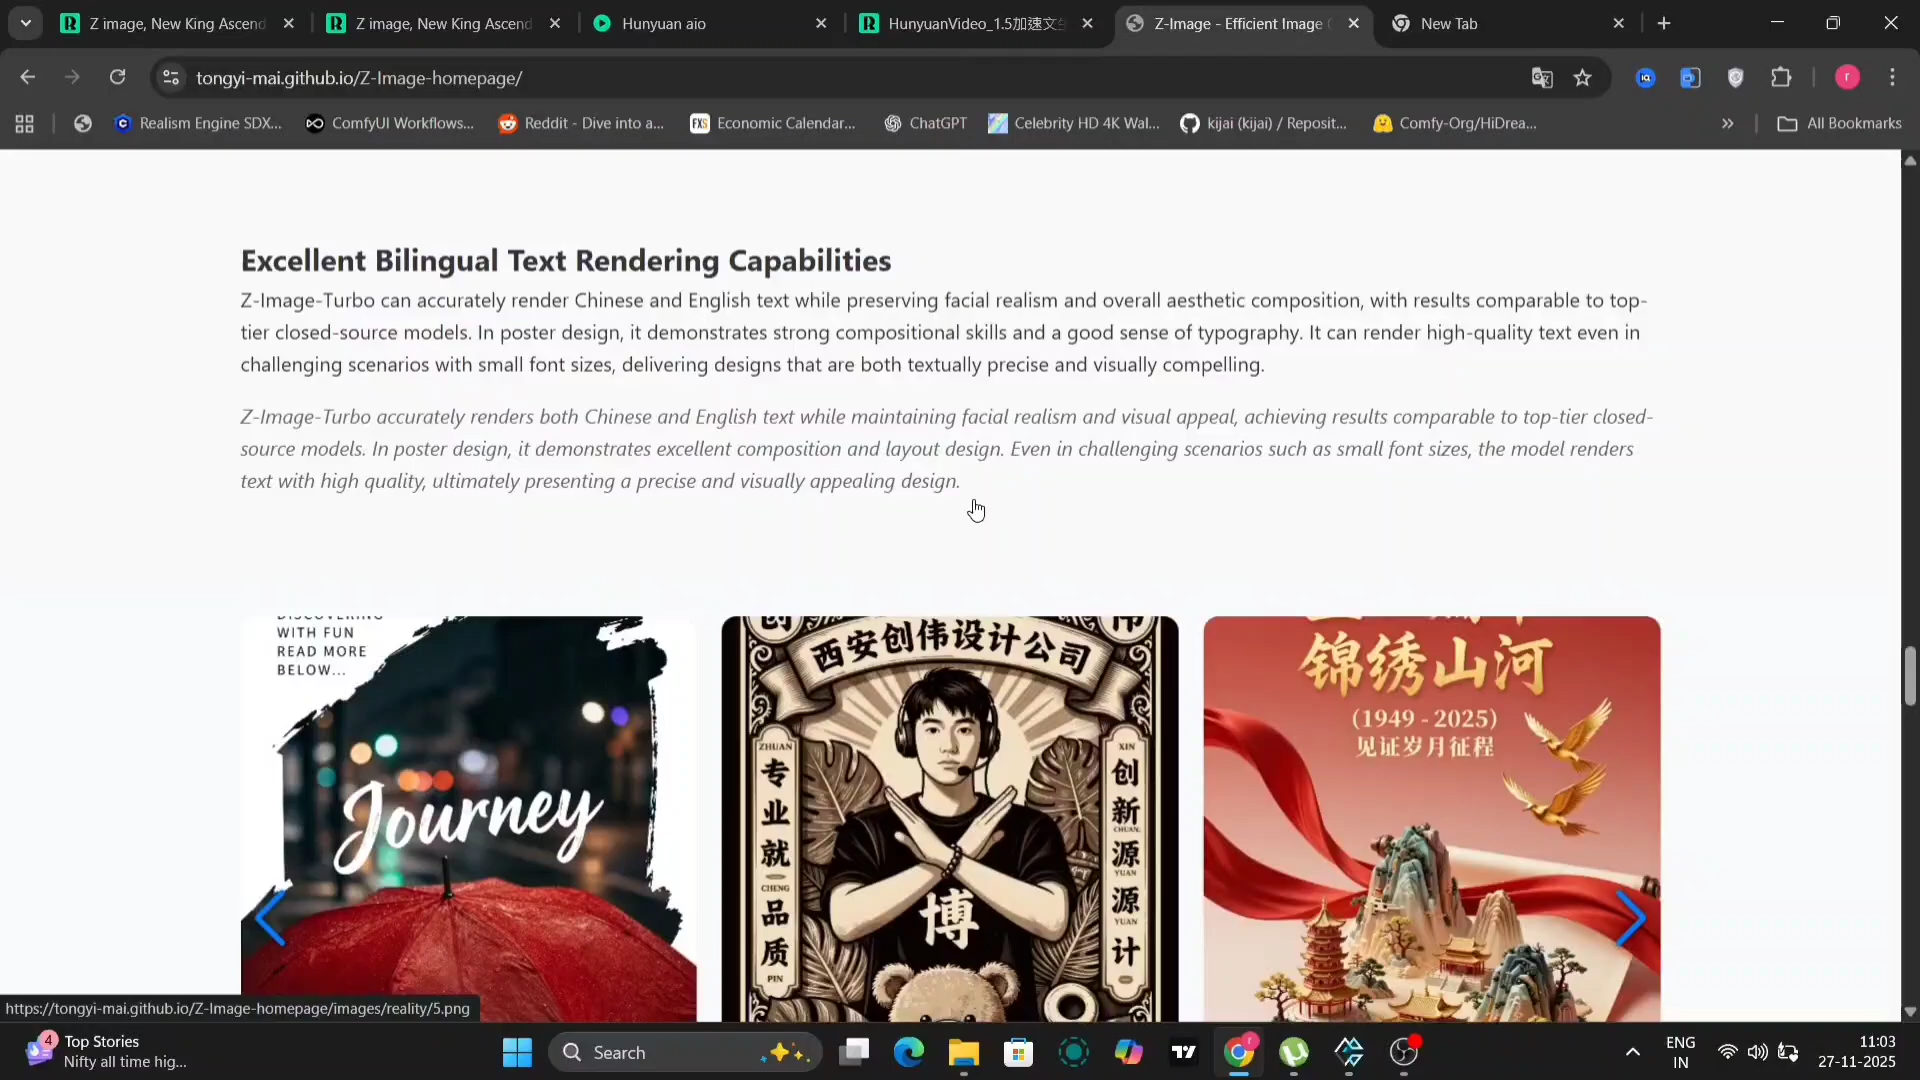 Z image, New King Ascend
Z image, New King Ascend
Hunyuan aio
HunyuanVideo_1.5加速文生
Z-Image - Efficient Image
New Tab
tongyi-mai.github.io/Z-Image-homepage/
r
Realism Engine SDX...
ComfyUI Workflows...
Reddit - Dive into a...
FXS
Economic Calendar...
ChatGPT
Celebrity HD 4K Wal...
kijai (kijai) / Reposit...
Comfy-Org/HiDrea...
All Bookmarks
Excellent Bilingual Text Rendering Capabilities
Z-Image-Turbo can accurately render Chinese and English text while preserving facial realism and overall aesthetic composition, with results comparable to top-
tier closed-source models. In poster design, it demonstrates strong compositional skills and a good sense of typography. It can render high-quality text even in
challenging scenarios with small font sizes, delivering designs that are both textually precise and visually compelling.
Z-Image-Turbo accurately renders both Chinese and English text while maintaining facial realism and visual appeal, achieving results comparable to top-tier closed-
source models. In poster design, it demonstrates excellent composition and layout design. Even in challenging scenarios such as small font sizes, the model renders
text with high quality, ultimately presenting a precise and visually appealing design.
DISCOVERING
WITH FUN
READ MORE
BELOW...
Journey
西安创伟设计公司
ZHUAN
专
业
就
CHENG
品
质
PIN
XIN
创
新
CHUAN
源
YUAN
源
YUAN
计
博
锦绣山河
(1949 - 2025)
见证岁月征程
https://tongyi-mai.github.io/Z-Image-homepage/images/reality/5.png
4
Top Stories
Nifty all time hig...
Search
ENG
IN
11:03
27-11-2025